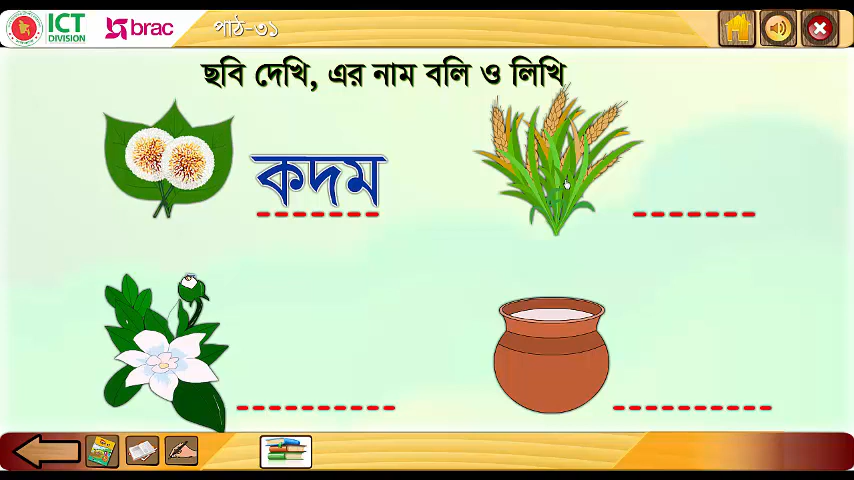 ICT
DIVISION
brac
পাঠ-৩১
ছবি দেখি, এর নাম বলি ও লিখি
কদম